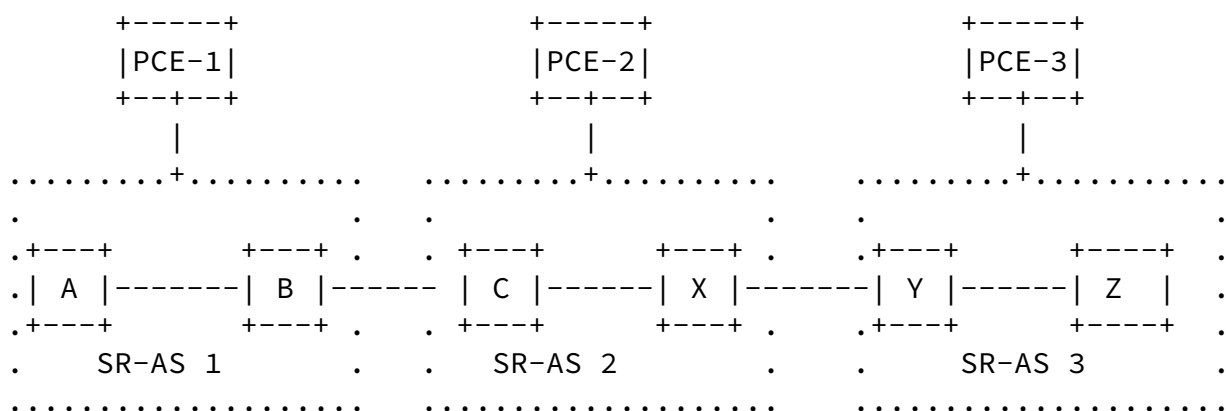 +-----+ +-----+ +-----+
|PCE-1| |PCE-2| |PCE-3|
+--+--+ +--+--+ +--+--+
| | |
.........+.......... .........+.......... .........+...........
. . . . . .
.+---+ +---+ . . +---+ +---+ . .+---+ +----+ .
.| A |-------| B |------ | C |------| X |-------| Y |------| Z | .
.+---+ +---+ . . +---+ +---+ . .+---+ +----+ .
. SR-AS 1 . . SR-AS 2 . . SR-AS 3 .
.................... .................... .....................